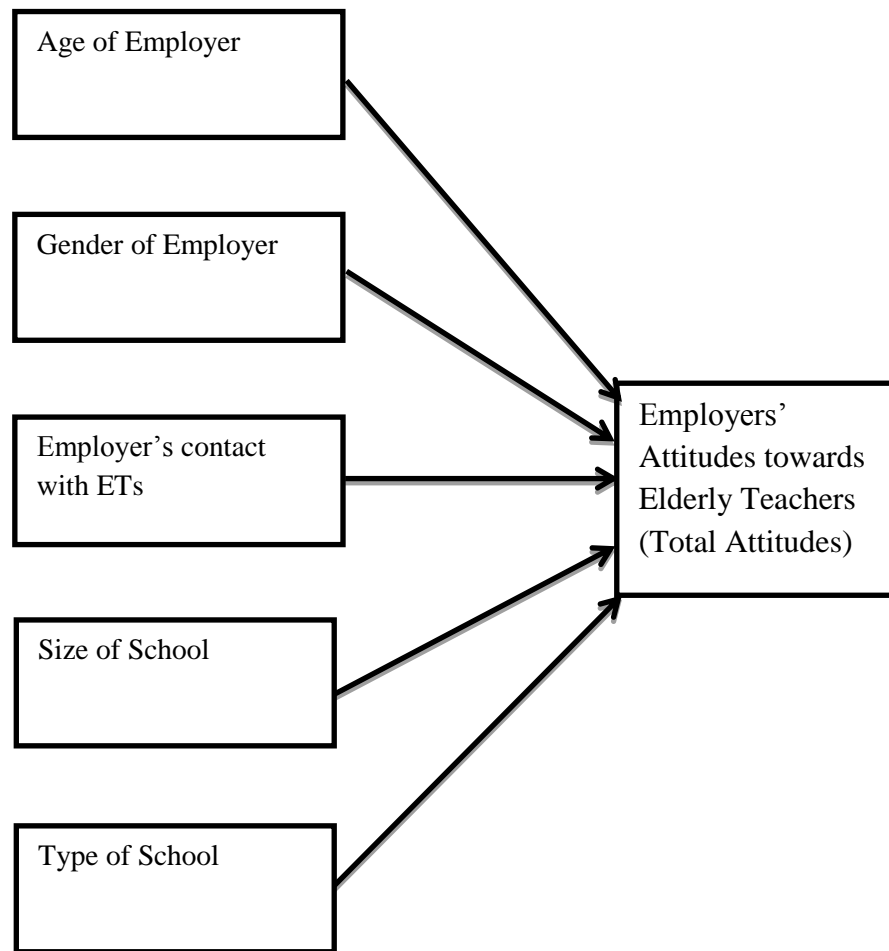 Age of Employer
Gender of Employer
Employer’s contact
with ETs
Size of School
Type of School
Employers’
Attitudes towards
Elderly Teachers
(Total Attitudes)